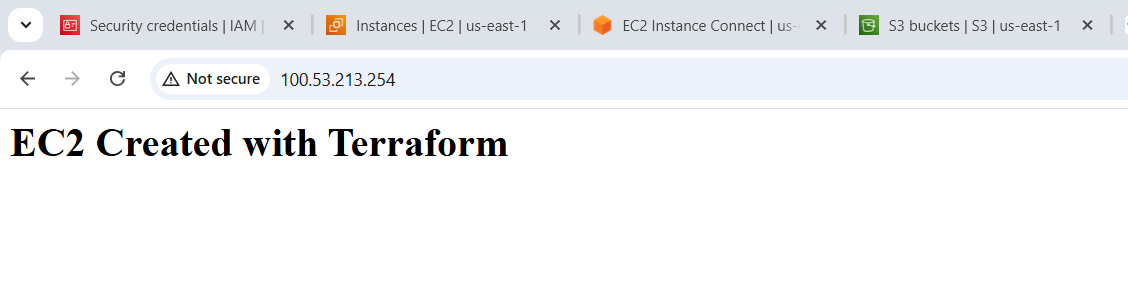 Security credentials | IAM |
Instances | EC2 | us-east-1
EC2 Instance Connect | us-
S3 buckets | S3 | us-east-1
Not secure
100.53.213.254
EC2 Created with Terraform